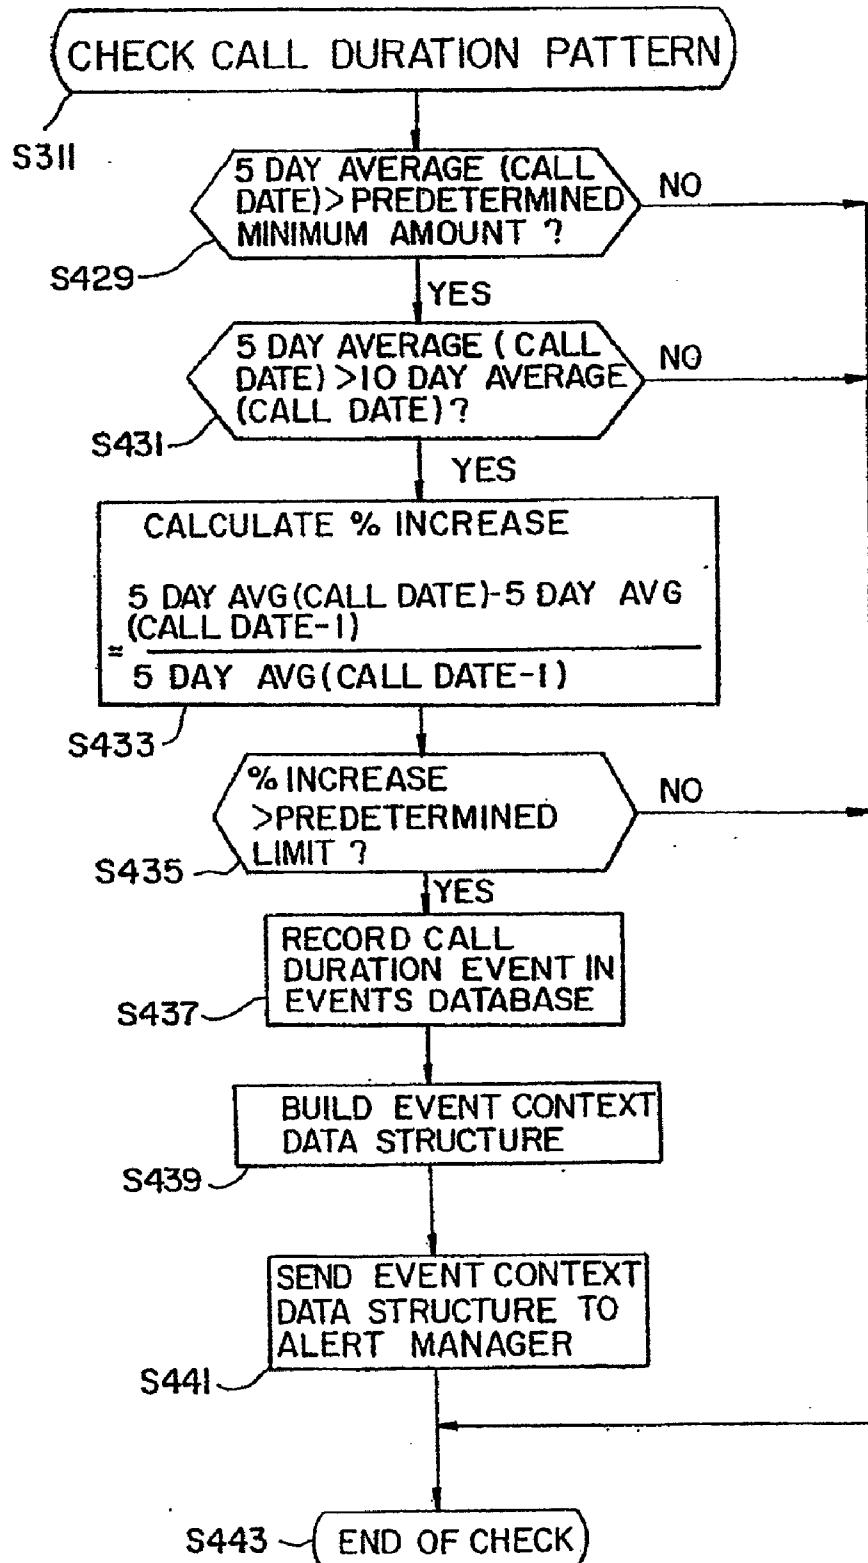 CHECK CALL DURATION PATTERN
S311
5 DAY AVERAGE (CALL
DATE)>PREDETERMINED
MINIMUM AMOUNT ?
NO
S429
YES
5 DAY AVERAGE (CALL
DATE) >10 DAY AVERAGE
(CALL DATE)?
NO
S431
YES
CALCULATE % INCREASE
5 DAY AVG(CALL DATE)-5 DAY AVG
(CALL DATE-1)
=
5 DAY AVG(CALL DATE-1)
S433
% INCREASE
>PREDETERMINED
LIMIT ?
NO
S435
YES
RECORD CALL
DURATION EVENT IN
EVENTS DATABASE
S437
BUILD EVENT CONTEXT
DATA STRUCTURE
S439
SEND EVENT CONTEXT
DATA STRUCTURE TO
ALERT MANAGER
S441
S443
END OF CHECK